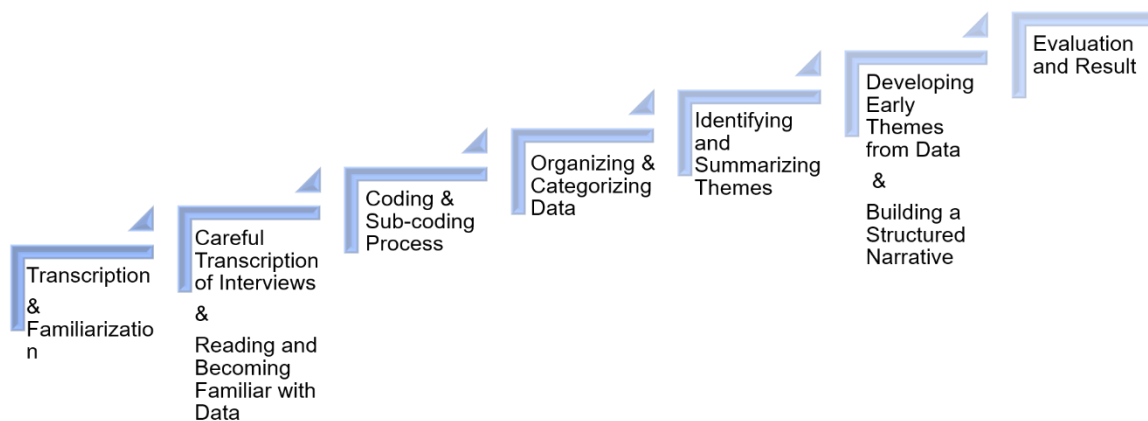 Transcription
&
Familiarizatio
n
Careful
Transcription
of Interviews
&
Reading and
Becoming
Familiar with
Data
Coding &
Sub-coding
Process
Organizing &
Categorizing
Data
Identifying
and
Summarizing
Themes
Developing
Early
Themes
from Data
&
Building a
Structured
Narrative
Evaluation
and Result